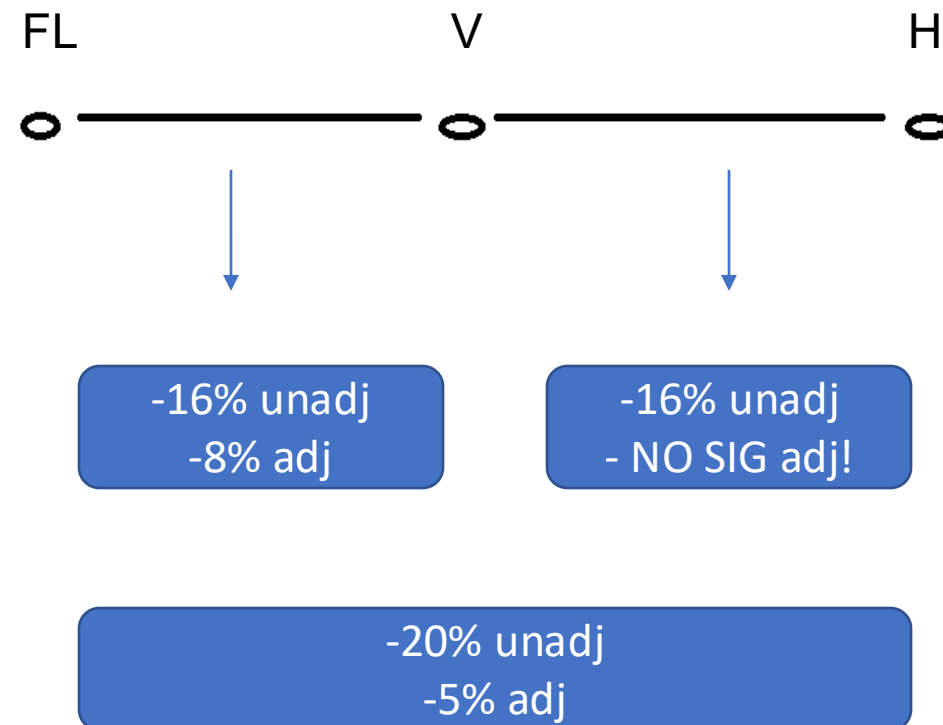 FL V H
-16% unadj
-8% adj
-16% unadj
- NO SIG adj!
-20% unadj
-5% adj